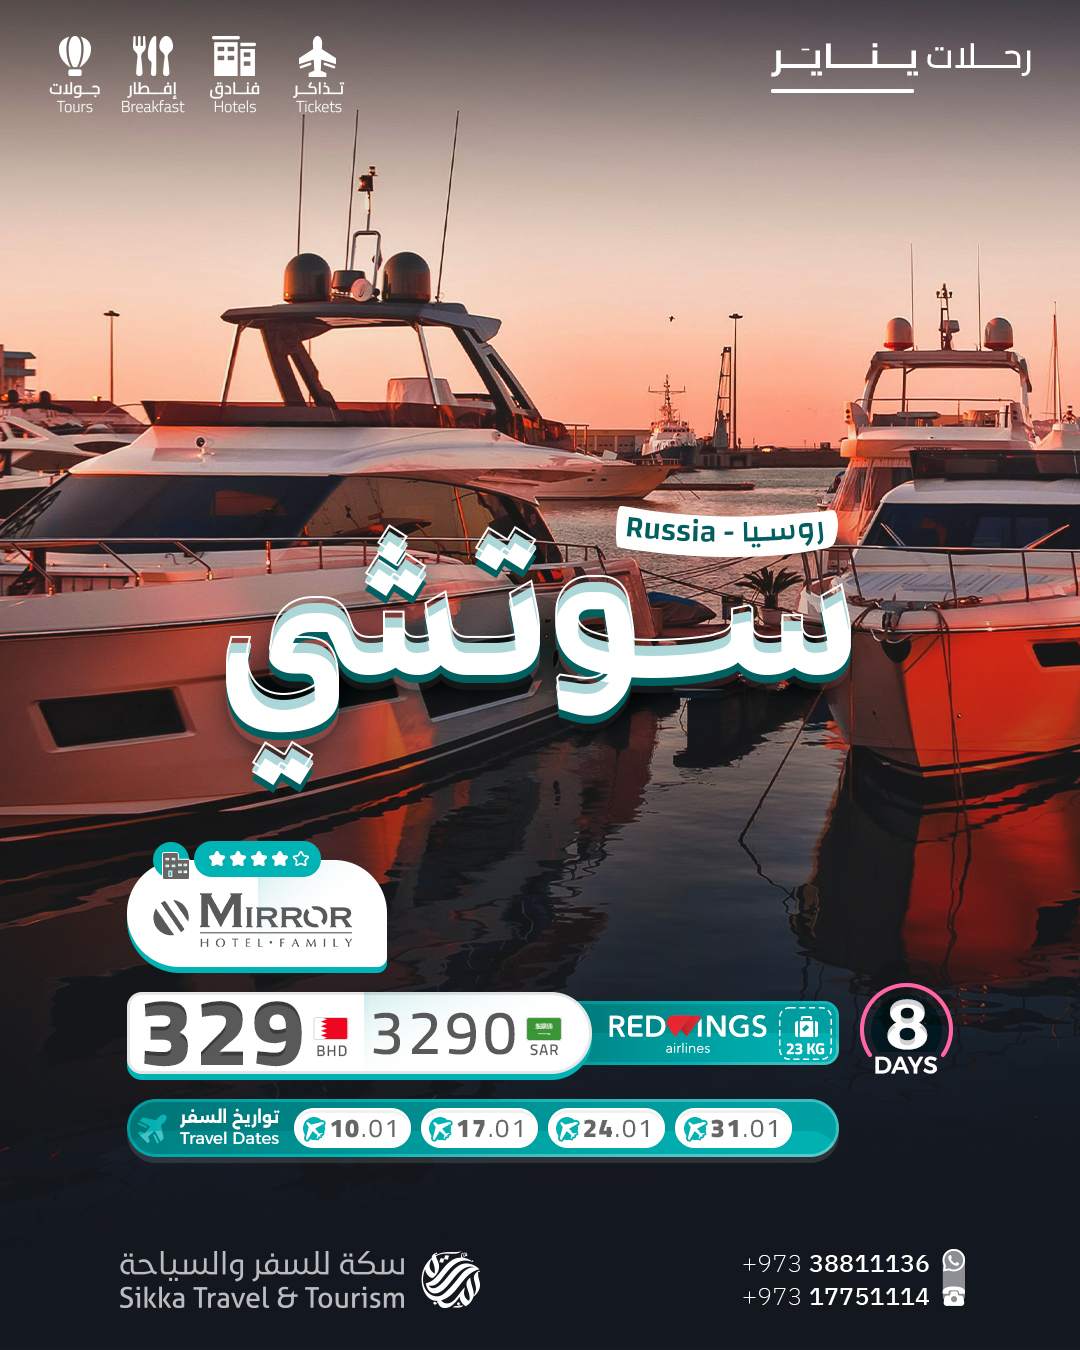 رحلات ينايَر
تذاكر
Tickets
فنادق
Hotels
إفطار
Breakfast
جولات
Tours
روسيا - Russia
سوتشي
MIRROR
HOTEL·FAMILY
329 BHD 3290 SAR
REDWINGS
airlines
23 KG
8
DAYS
تواريخ السفر
Travel Dates
10.01 17.01 24.01 31.01
سكة للسفر والسياحة
Sikka Travel & Tourism
+973 38811136
+973 17751114